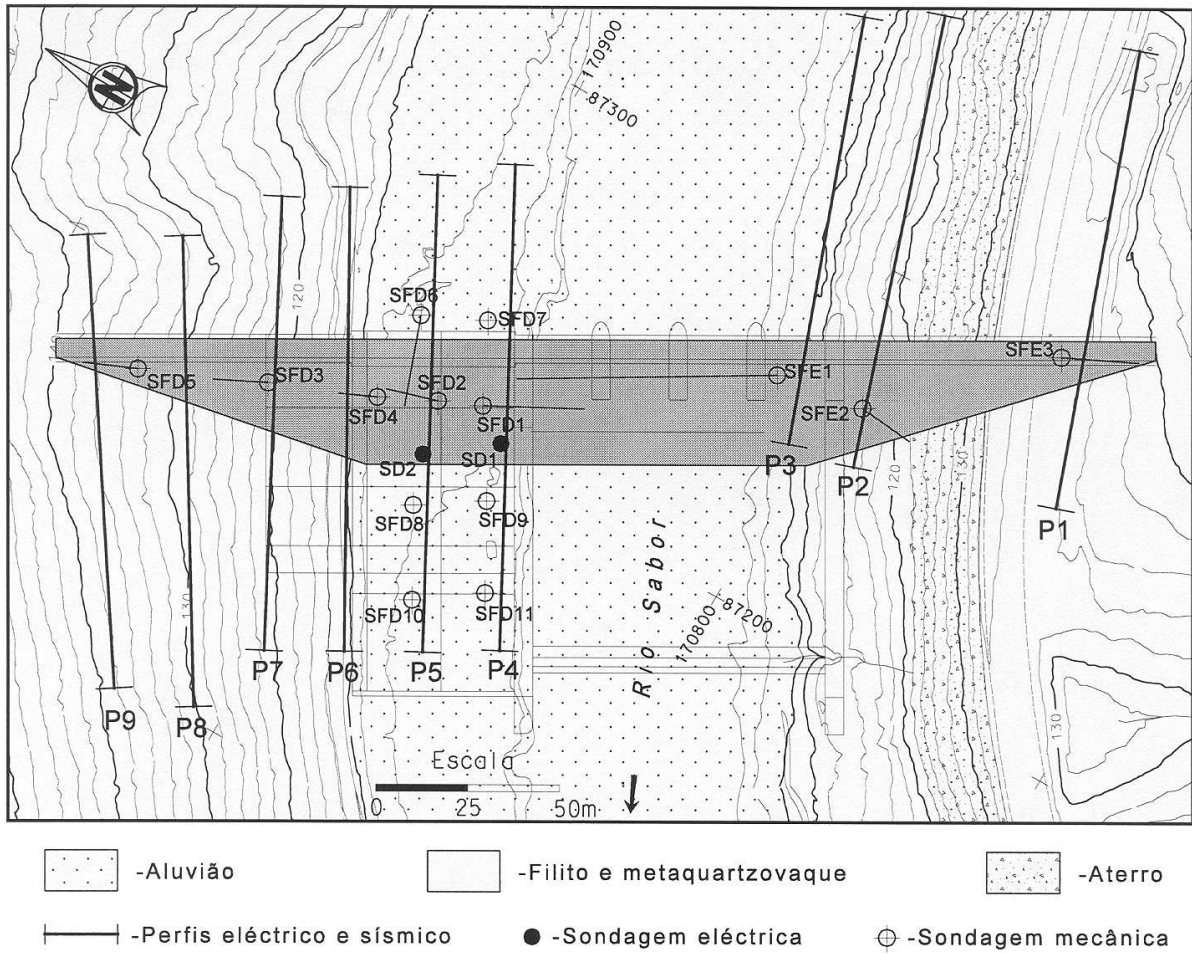 N
170900
87300
120
SFD6
SFD7
SFD5
SFD3
SFD2
SFD4
SFD1
SFE1
SFE3
SFE2
SD2
SD1
P3
P2
120
130
P1
SFD8
SFD9
Rio Sabor
87200
170800
130
SFD10
SFD11
P7
P6
P5
P4
P9
P8
130
Escala
0 25 50m
-Aluvião
-Filito e metaquartzovaque
-Aterro
-Perfis eléctrico e sísmico
-Sondagem eléctrica
-Sondagem mecânica